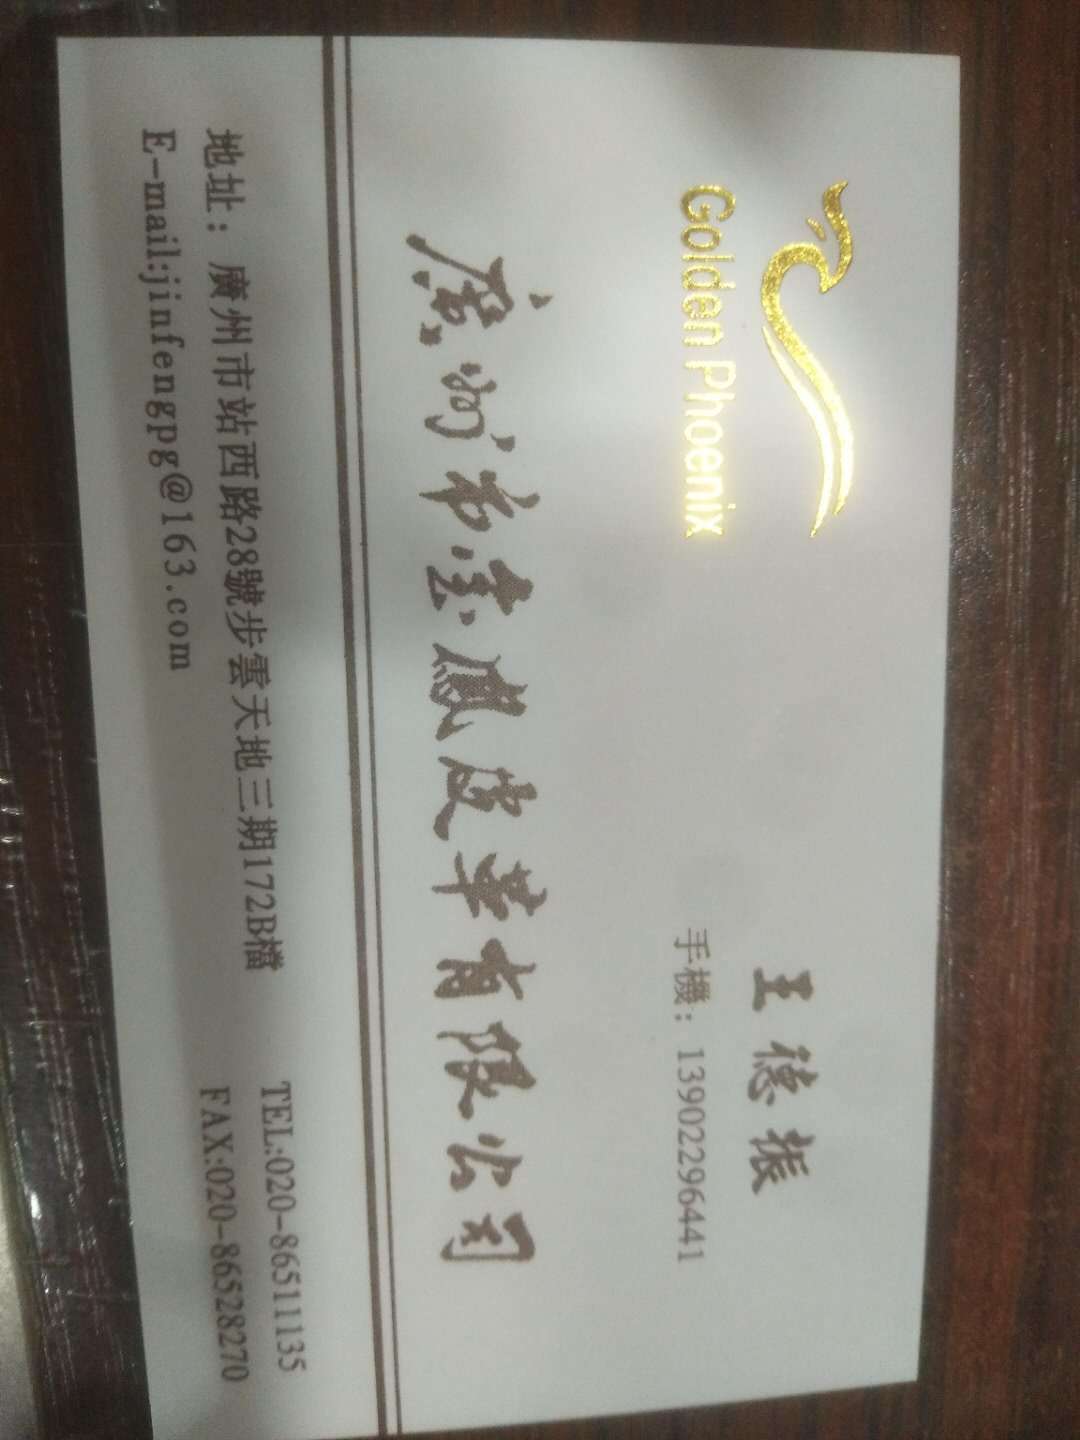 Golden Phoenix
王德振
手機：13902296441
廣州市金鳳皮革有限公司
地址：廣州市站西路28號步雲天地三期172B檔
TEL:020-86511135
E-mail:jinfengpg@163.com
FAX:020-86528270